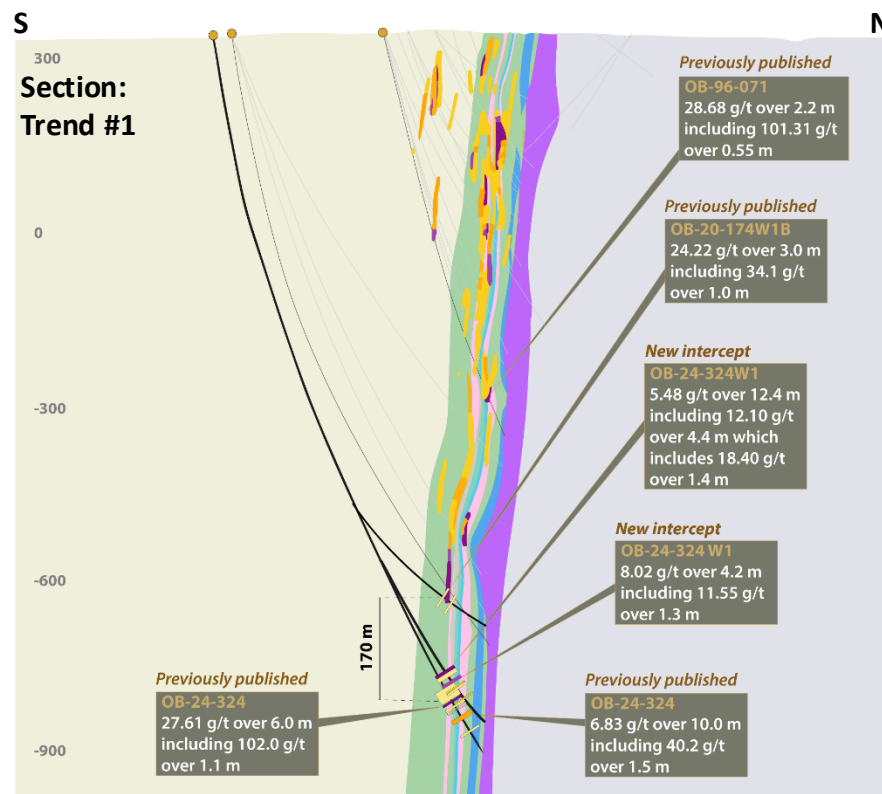 S
N
Section:
Trend #1
300
0
-300
-600
-900
170 m
Previously published
OB-96-071
28.68 g/t over 2.2 m
including 101.31 g/t
over 0.55 m
Previously published
OB-20-174W1B
24.22 g/t over 3.0 m
including 34.1 g/t
over 1.0 m
New intercept
OB-24-324W1
5.48 g/t over 12.4 m
including 12.10 g/t
over 4.4 m which
includes 18.40 g/t
over 1.4 m
New intercept
OB-24-324 W1
8.02 g/t over 4.2 m
including 11.55 g/t
over 1.3 m
Previously published
OB-24-324
27.61 g/t over 6.0 m
including 102.0 g/t
over 1.1 m
Previously published
OB-24-324
6.83 g/t over 10.0 m
including 40.2 g/t
over 1.5 m